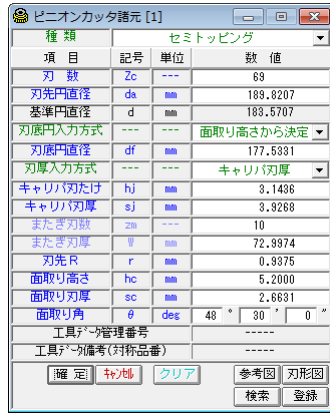 ピニオンカッタ諸元 [1]
種 類 セミトッピング
項 目 記号 単位 数 値
刃 数 Zc --- 69
刃先円直径 da mm 189.8207
基準円直径 d mm 183.5707
刃底円入力方式 --- --- 面取り高さから決定
刃底円直径 df mm 177.5331
刃厚入力方式 --- --- キャリパ刃厚
キャリパ刃たけ hj mm 3.1436
キャリパ刃厚 sj mm 3.9268
またぎ刃数 zm --- 10
またぎ刃厚 W mm 72.9974
刃先R r mm 0.9375
面取り高さ hc mm 5.2000
面取り刃厚 sc mm 2.6631
面取り角 θ deg 48 ° 30 ' 0 "
工具データ管理番号 -----
工具データ備考(対称品番) -----
確 定 キャンセル クリア 参考図 刃形図
検索 登録